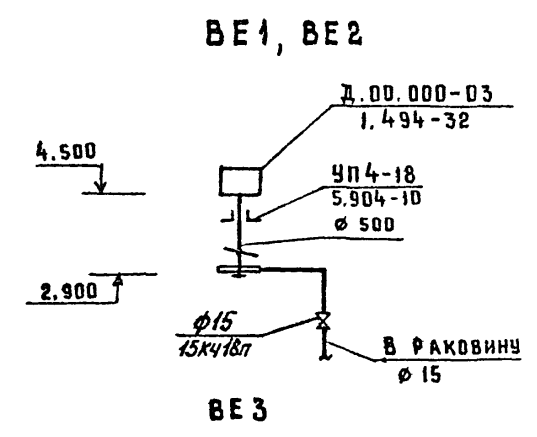 ВЕ1, ВЕ2
Д.00.000-03
1.494-32
4.500
УП4-18
5.904-10
ø 500
2.900
ф15
15кч18п
В РАКОВИНУ
ø 15
ВЕ3